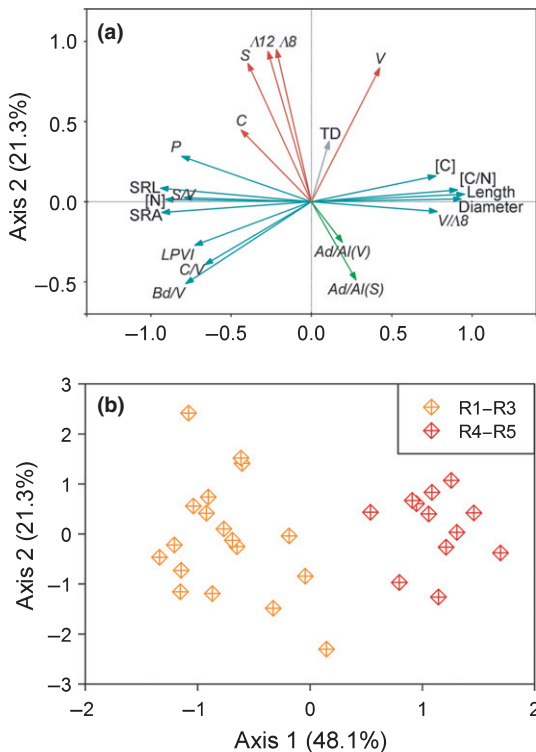 (a)
Axis 2 (21.3%)
1.0
0.5
0.0
−0.5
S
Λ12 Λ8
V
C
TD
P
[C]
SRL
[C/N]
S/V
Length
[N]
Diameter
SRA
V/Λ8
LPVI
Ad/Al(V)
C/V
Ad/Al(S)
Bd/V
−1.0 −0.5 0.0 0.5 1.0
(b)
R1–R3
R4–R5
Axis 2 (21.3%)
3
2
1
0
−1
−2
−3
−2 −1 0 1 2
Axis 1 (48.1%)